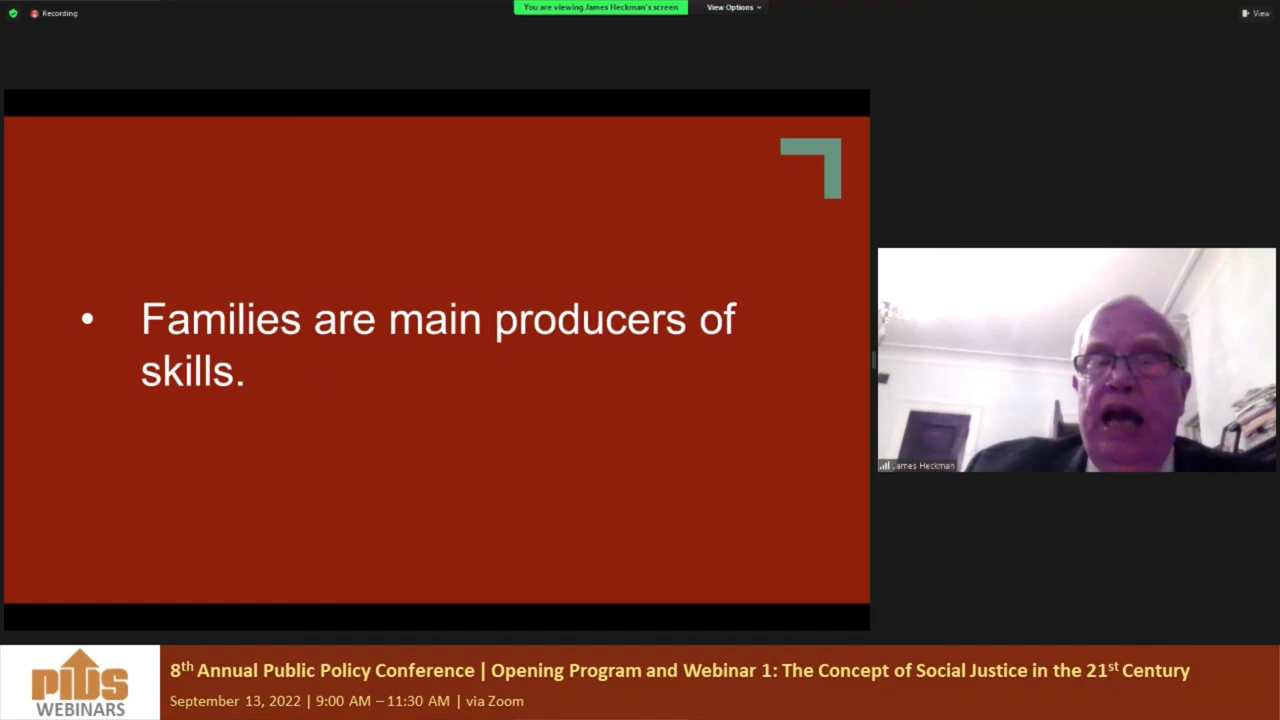 Recording
You are viewing James Heckman's screen
View Options
View
• Families are main producers of
skills.
James Heckman
PIDS
WEBINARS
8th Annual Public Policy Conference | Opening Program and Webinar 1: The Concept of Social Justice in the 21st Century
September 13, 2022 | 9:00 AM – 11:30 AM | via Zoom